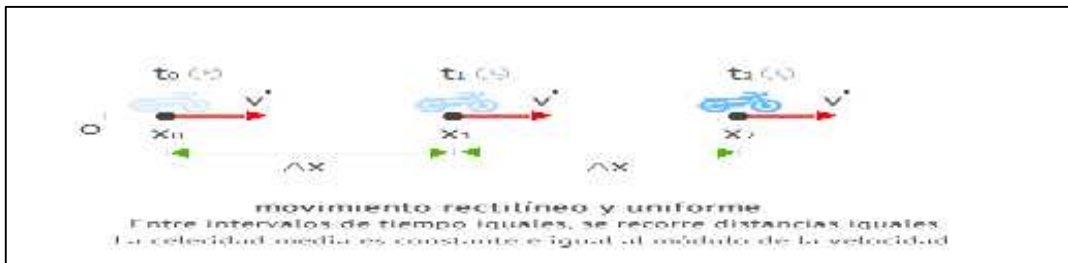 t₀ (s) t₁ (s) t₂ (s)
v v v
O
x₀ x₁ x₂
Δx Δx
movimiento rectilíneo y uniforme
Entre intervalos de tiempo iguales, se recorre distancias iguales
La celecidad media es constante e igual al módulo de la velocidad